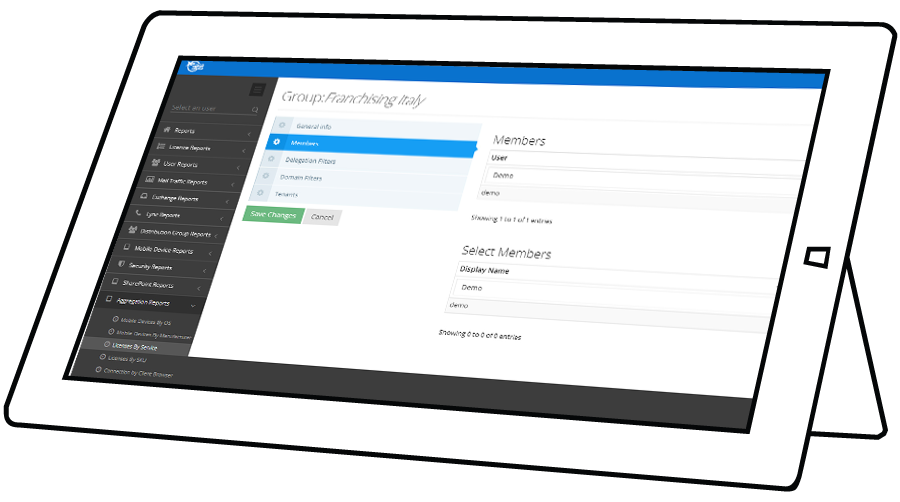 Select an user
Reports
License Reports
User Reports
Mail Traffic Reports
Exchange Reports
Lync Reports
Distribution Group Reports
Mobile Device Reports
Security Reports
SharePoint Reports
Aggregation Reports
Mobile Devices By OS
Mobile Devices By Manufacturer
Licenses By Service
Licenses By SKU
Connection by Client Browser
Group:Franchising Italy
General info
Members
Delegation Filters
Domain Filters
Tenants
Save Changes
Cancel
Members
User
Demo
demo
Showing 1 to 1 of 1 entries
Select Members
Display Name
Demo
demo
Showing 0 to 0 of 0 entries